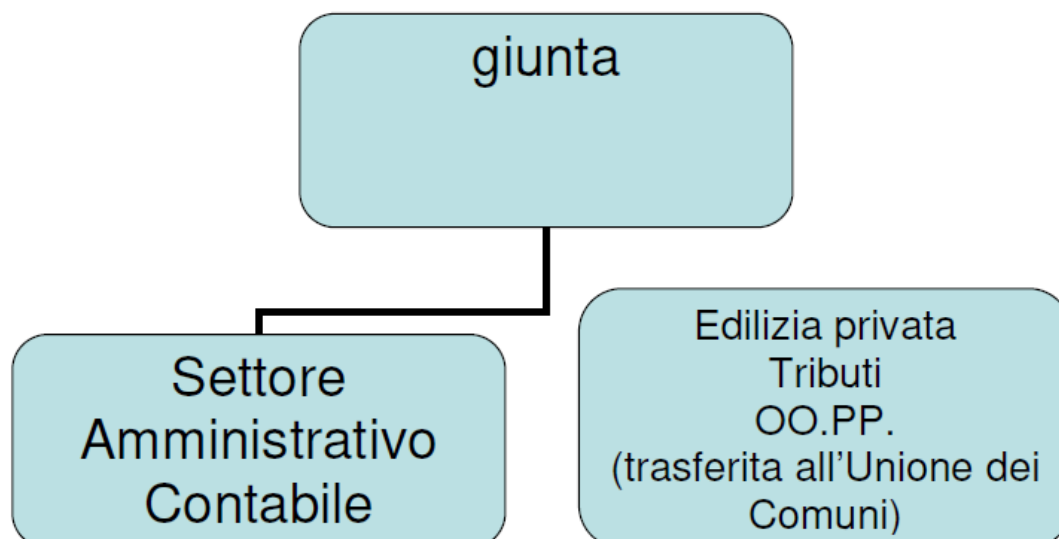 giunta
Settore
Amministrativo
Contabile
Edilizia privata
Tributi
OO.PP.
(trasferita all’Unione dei
Comuni)